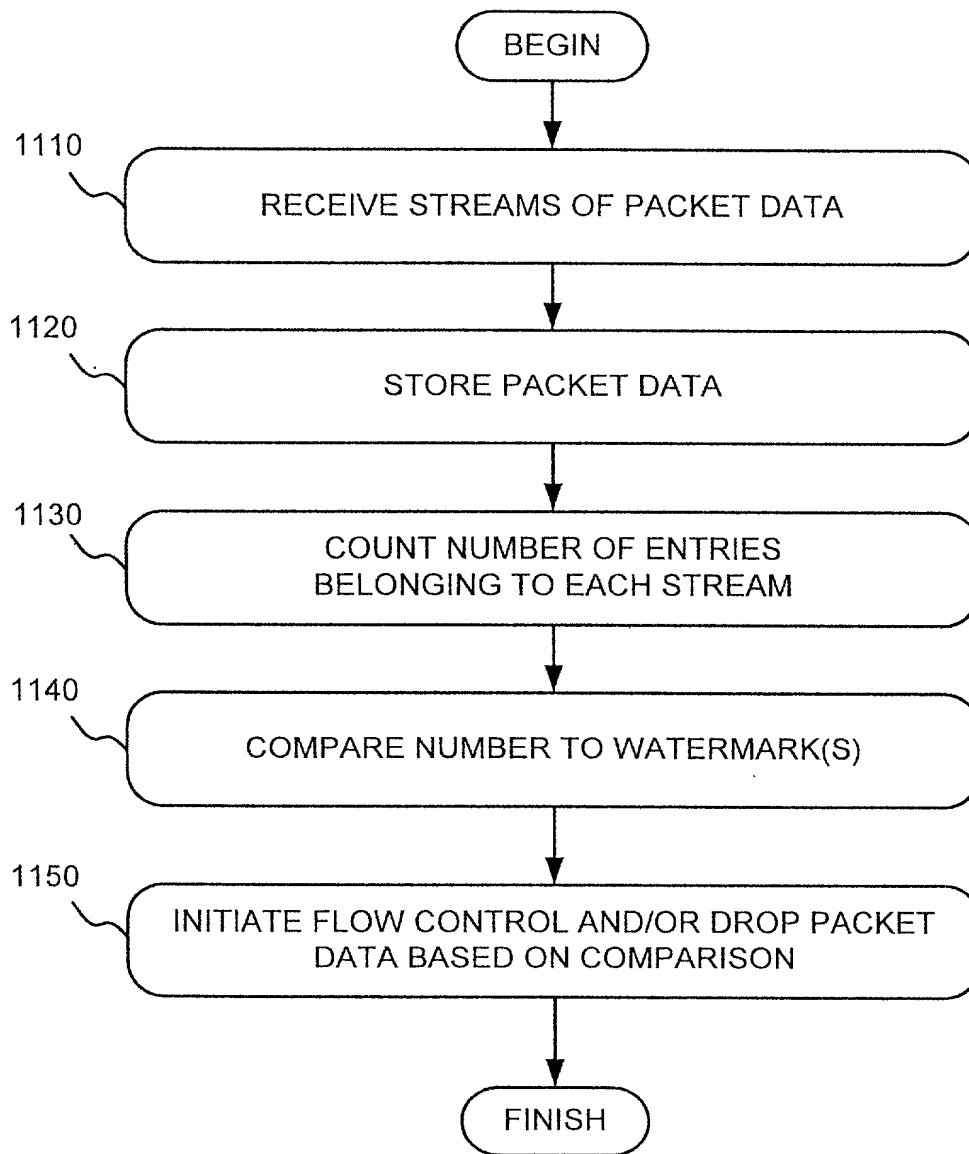 BEGIN
1110
RECEIVE STREAMS OF PACKET DATA
1120
STORE PACKET DATA
1130
COUNT NUMBER OF ENTRIES
BELONGING TO EACH STREAM
1140
COMPARE NUMBER TO WATERMARK(S)
1150
INITIATE FLOW CONTROL AND/OR DROP PACKET
DATA BASED ON COMPARISON
FINISH